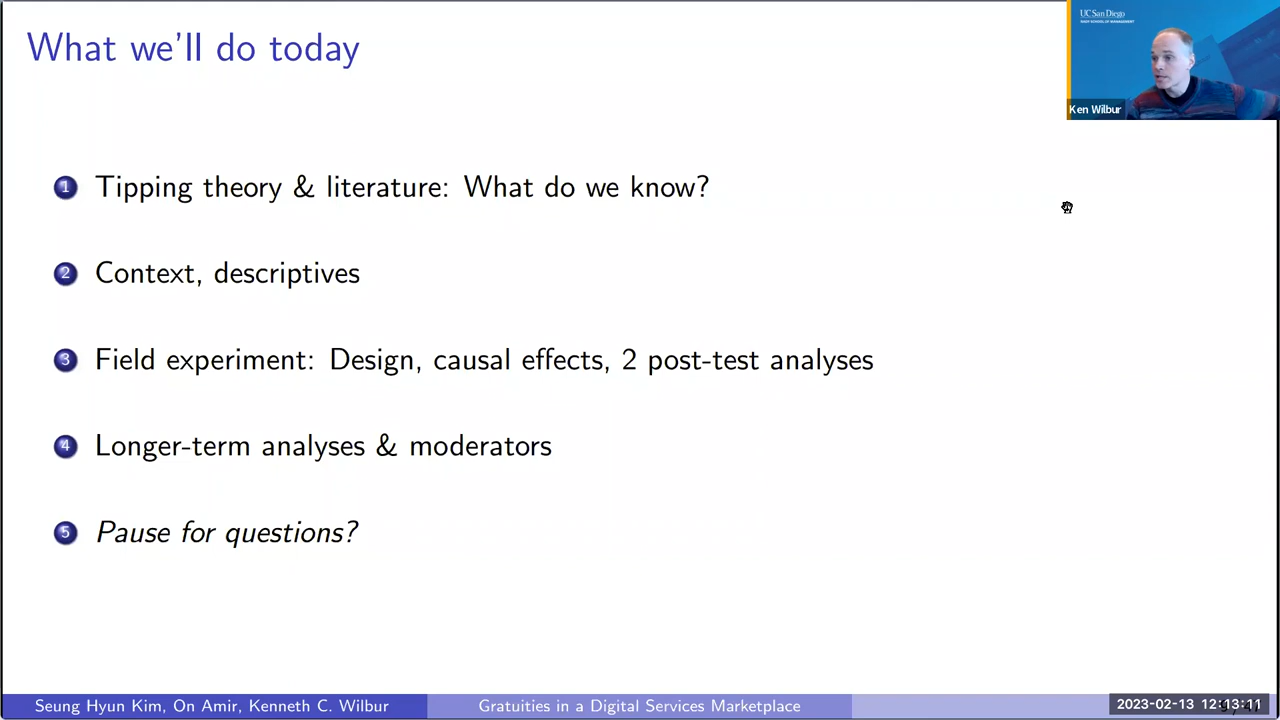 What we'll do today
UC San Diego
RADY SCHOOL OF MANAGEMENT
Ken Wilbur
1 Tipping theory & literature: What do we know?
2 Context, descriptives
3 Field experiment: Design, causal effects, 2 post-test analyses
4 Longer-term analyses & moderators
5 Pause for questions?
Seung Hyun Kim, On Amir, Kenneth C. Wilbur
Gratuities in a Digital Services Marketplace
2023-02-13 12:13:11